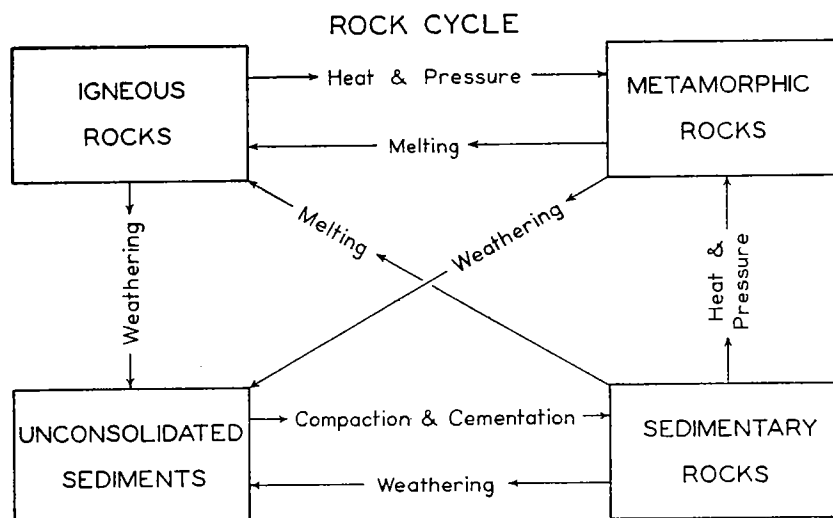 ROCK CYCLE
IGNEOUS
ROCKS
Heat & Pressure
METAMORPHIC
ROCKS
Melting
Weathering
Melting
Weathering
Heat &
Pressure
UNCONSOLIDATED
SEDIMENTS
Compaction & Cementation
SEDIMENTARY
ROCKS
Weathering